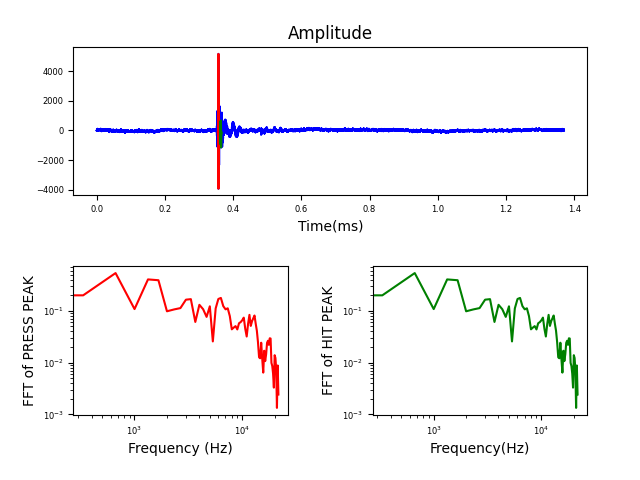 Amplitude
4000
2000
0
−2000
−4000
0.0 0.2 0.4 0.6 0.8 1.0 1.2 1.4
Time(ms)
FFT of PRESS PEAK
10⁻¹
10⁻²
10⁻³
10³ 10⁴
Frequency (Hz)
FFT of HIT PEAK
10⁻¹
10⁻²
10⁻³
10³ 10⁴
Frequency(Hz)